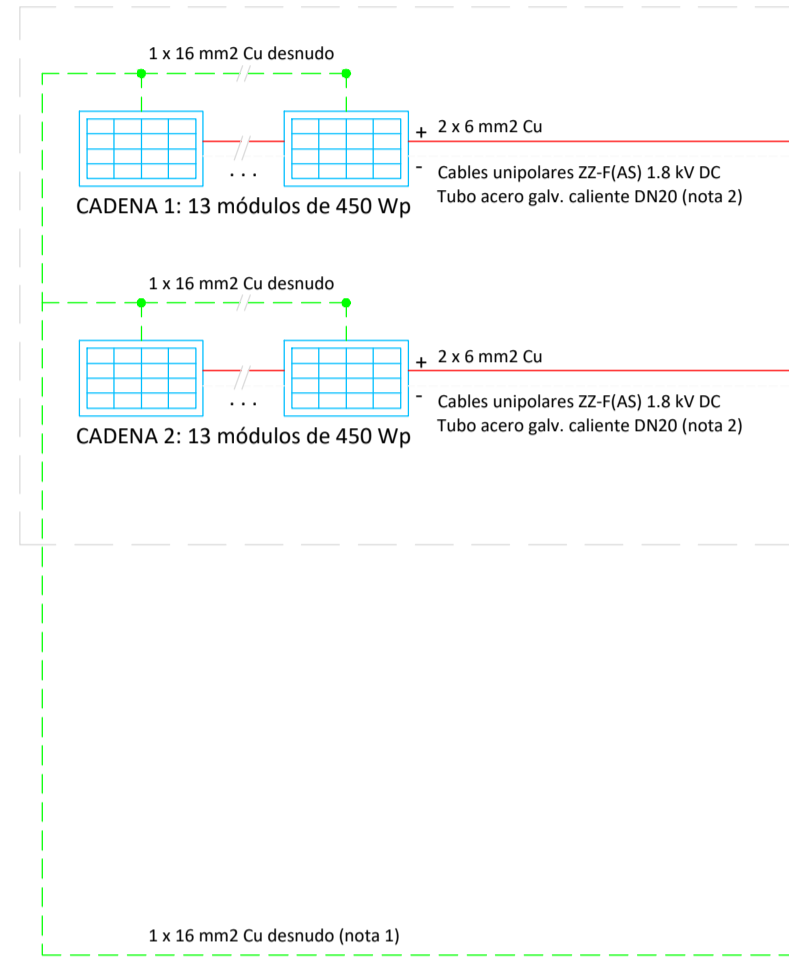 1 x 16 mm2 Cu desnudo
+ 2 x 6 mm2 Cu
- Cables unipolares ZZ-F(AS) 1.8 kV DC
Tubo acero galv. caliente DN20 (nota 2)
. . .
CADENA 1: 13 módulos de 450 Wp
1 x 16 mm2 Cu desnudo
+ 2 x 6 mm2 Cu
- Cables unipolares ZZ-F(AS) 1.8 kV DC
Tubo acero galv. caliente DN20 (nota 2)
. . .
CADENA 2: 13 módulos de 450 Wp
1 x 16 mm2 Cu desnudo (nota 1)